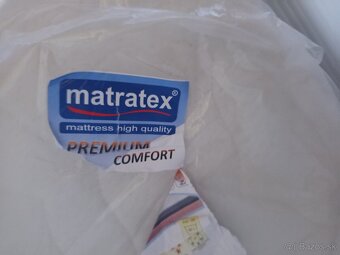 matratex®
mattress high quality
PREMIUM
COMFORT